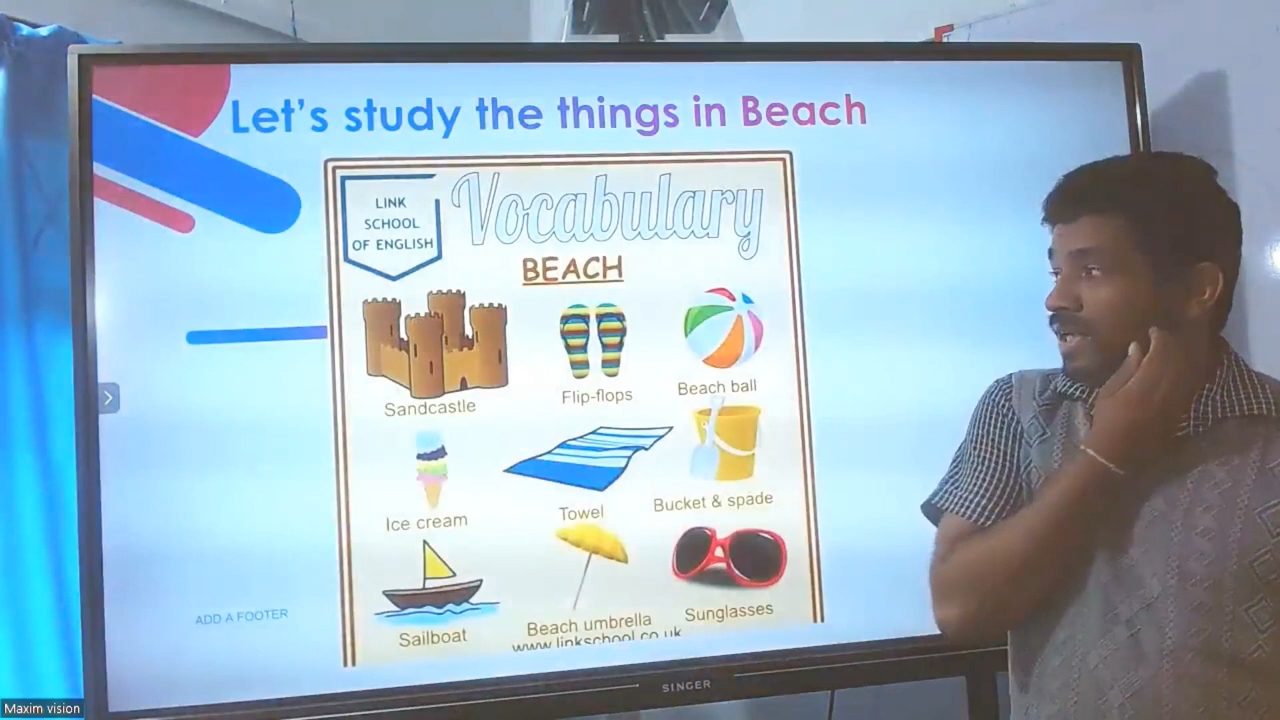 Let's study the things in Beach
LINK
SCHOOL
OF ENGLISH
Vocabulary
BEACH
Sandcastle
Flip-flops
Beach ball
Ice cream
Towel
Bucket & spade
Sailboat
Beach umbrella
Sunglasses
www.linkschool.co.uk
ADD A FOOTER
SINGER
Maxim vision